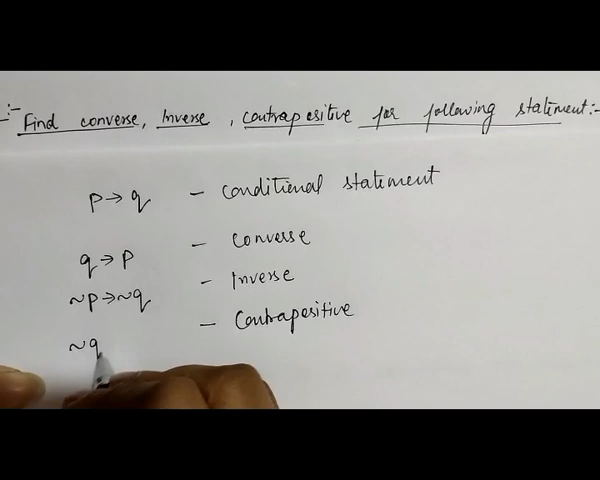 :- Find converse, Inverse, contrapositive for following statement:-
p → q - conditional statement
q → p - converse
~p → ~q - Inverse
~q - contrapositive